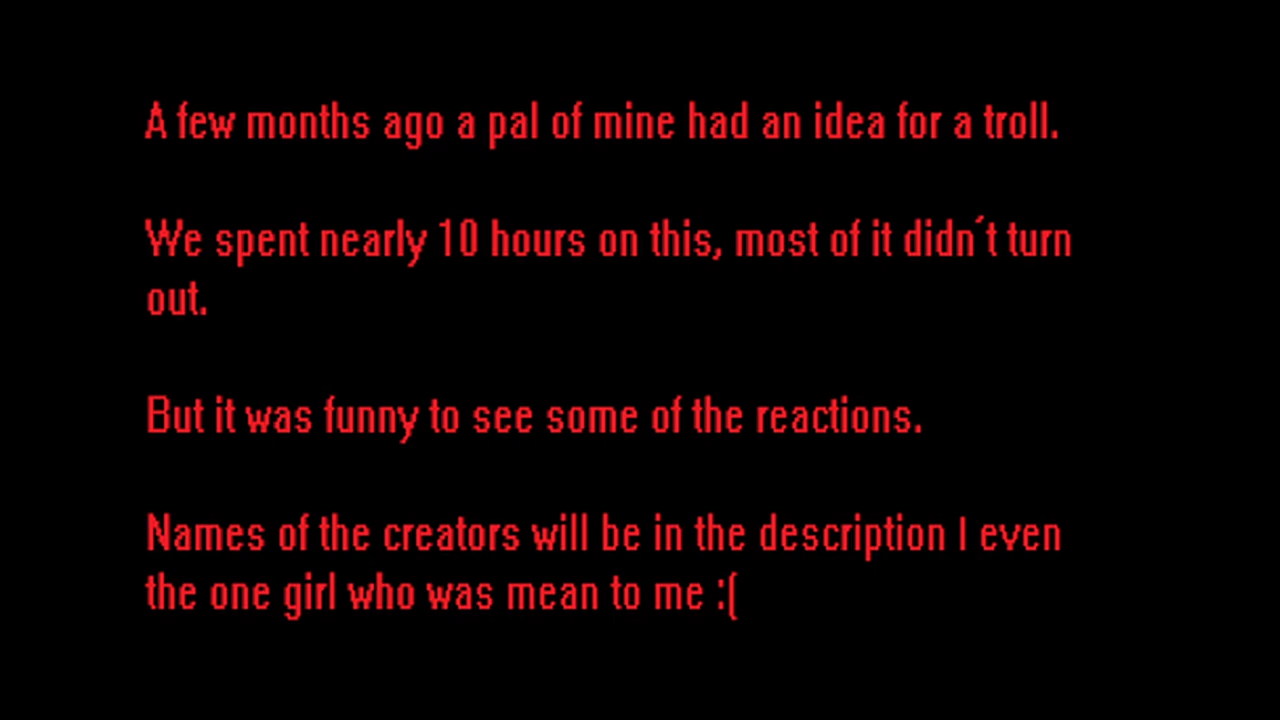 A few months ago a pal of mine had an idea for a troll.
We spent nearly 10 hours on this, most of it didn´t turn
out.
But it was funny to see some of the reactions.
Names of the creators will be in the description I even
the one girl who was mean to me :(